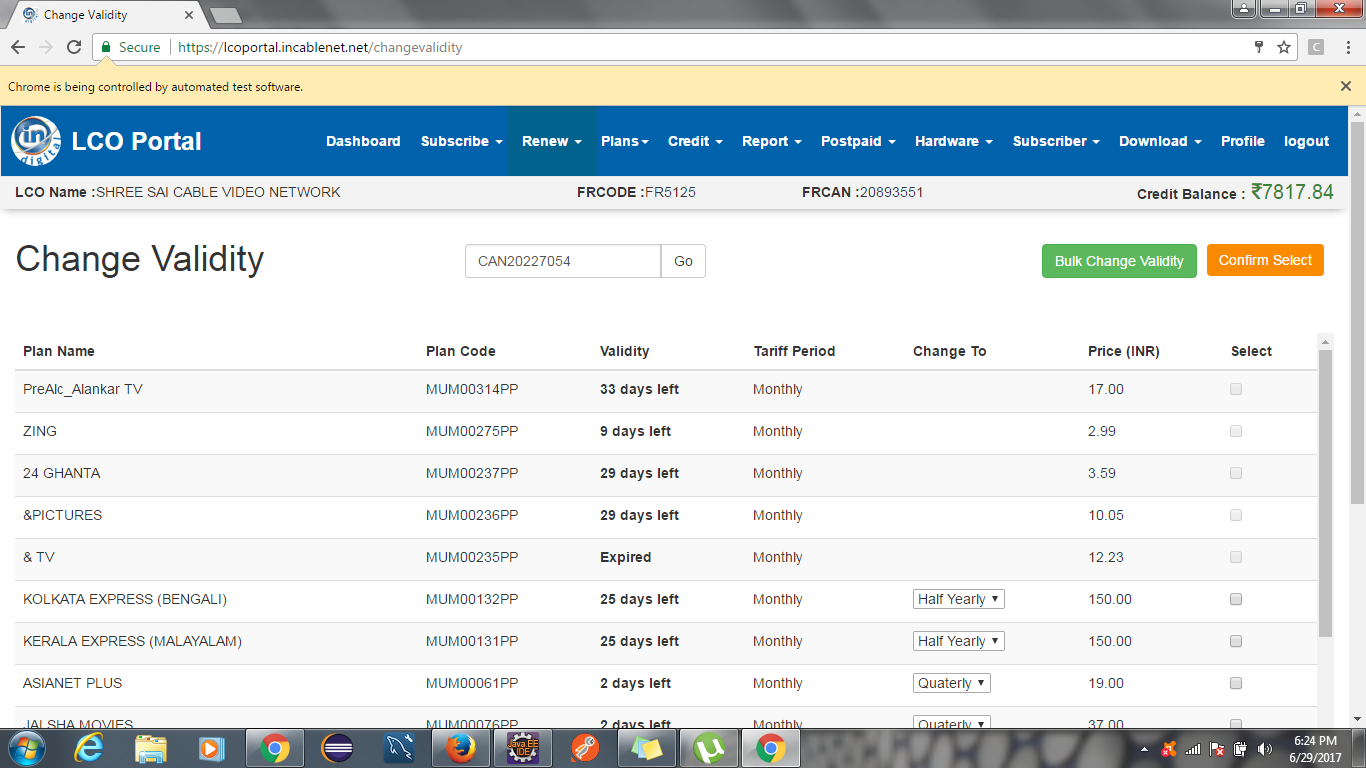 Change Validity
Secure https://lcoportal.incablenet.net/changevalidity
C
Chrome is being controlled by automated test software.
in digital LCO Portal Dashboard Subscribe Renew Plans Credit Report Postpaid Hardware Subscriber Download Profile logout
LCO Name :SHREE SAI CABLE VIDEO NETWORK FRCODE :FR5125 FRCAN :20893551 Credit Balance : ₹7817.84
Change Validity CAN20227054 Go Bulk Change Validity Confirm Select
Plan Name Plan Code Validity Tariff Period Change To Price (INR) Select
PreAlc_Alankar TV MUM00314PP 33 days left Monthly 17.00
ZING MUM00275PP 9 days left Monthly 2.99
24 GHANTA MUM00237PP 29 days left Monthly 3.59
&PICTURES MUM00236PP 29 days left Monthly 10.05
& TV MUM00235PP Expired Monthly 12.23
KOLKATA EXPRESS (BENGALI) MUM00132PP 25 days left Monthly Half Yearly 150.00
KERALA EXPRESS (MALAYALAM) MUM00131PP 25 days left Monthly Half Yearly 150.00
ASIANET PLUS MUM00061PP 2 days left Monthly Quaterly 19.00
JALSHA MOVIES MUM00076PP 2 days left Monthly Quaterly 37.00
Java EE IDE
6:24 PM
6/29/2017